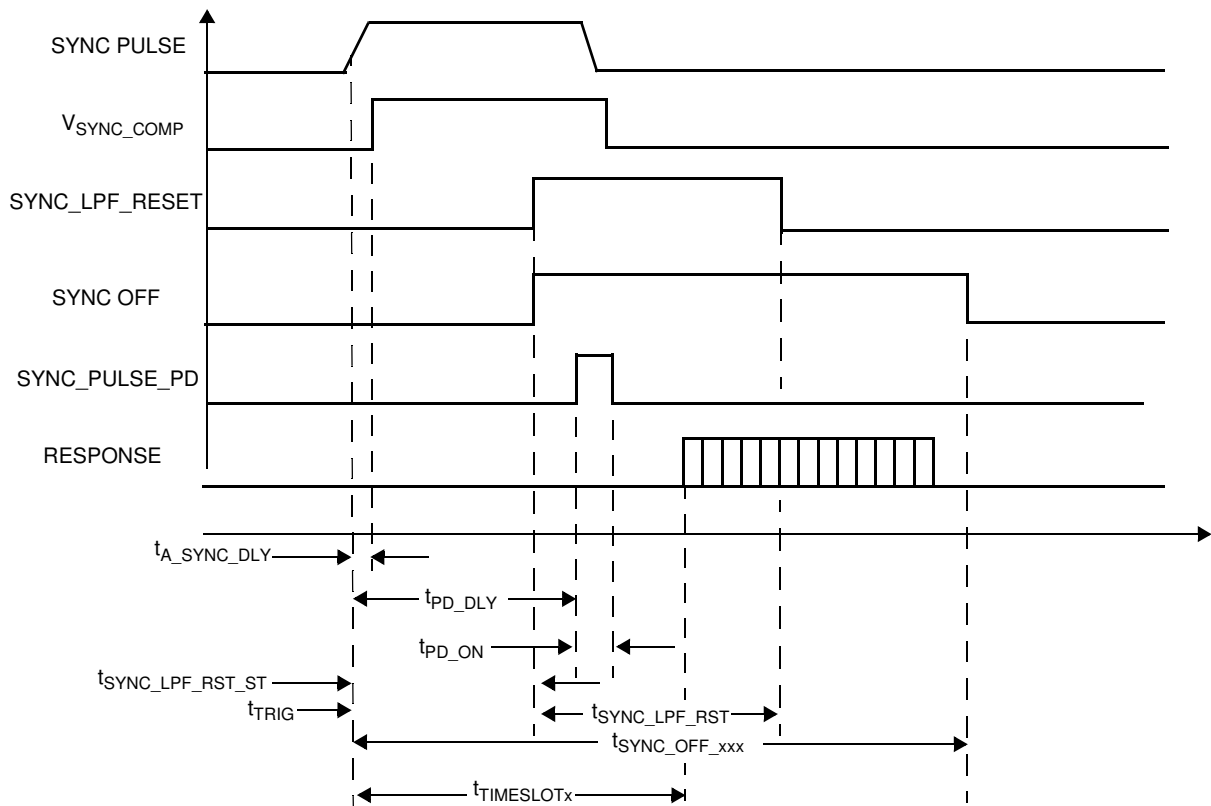 SYNC PULSE
VSYNC_COMP
SYNC_LPF_RESET
SYNC OFF
SYNC_PULSE_PD
RESPONSE
tA_SYNC_DLY
tPD_DLY
tPD_ON
tSYNC_LPF_RST_ST
tTRIG
tSYNC_LPF_RST
tSYNC_OFF_xxx
tTIMESLOTx